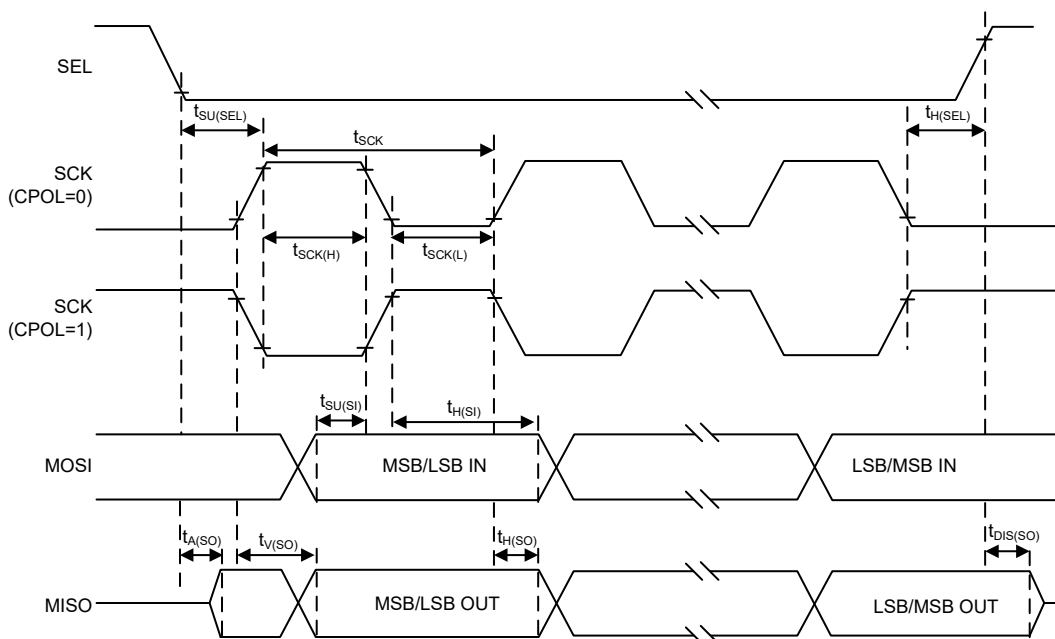 SEL
tSU(SEL)
tH(SEL)
tSCK
SCK
(CPOL=0)
tSCK(H)
tSCK(L)
SCK
(CPOL=1)
tSU(SI)
tH(SI)
MOSI
MSB/LSB IN
LSB/MSB IN
tA(SO)
tV(SO)
tH(SO)
tDIS(SO)
MISO
MSB/LSB OUT
LSB/MSB OUT